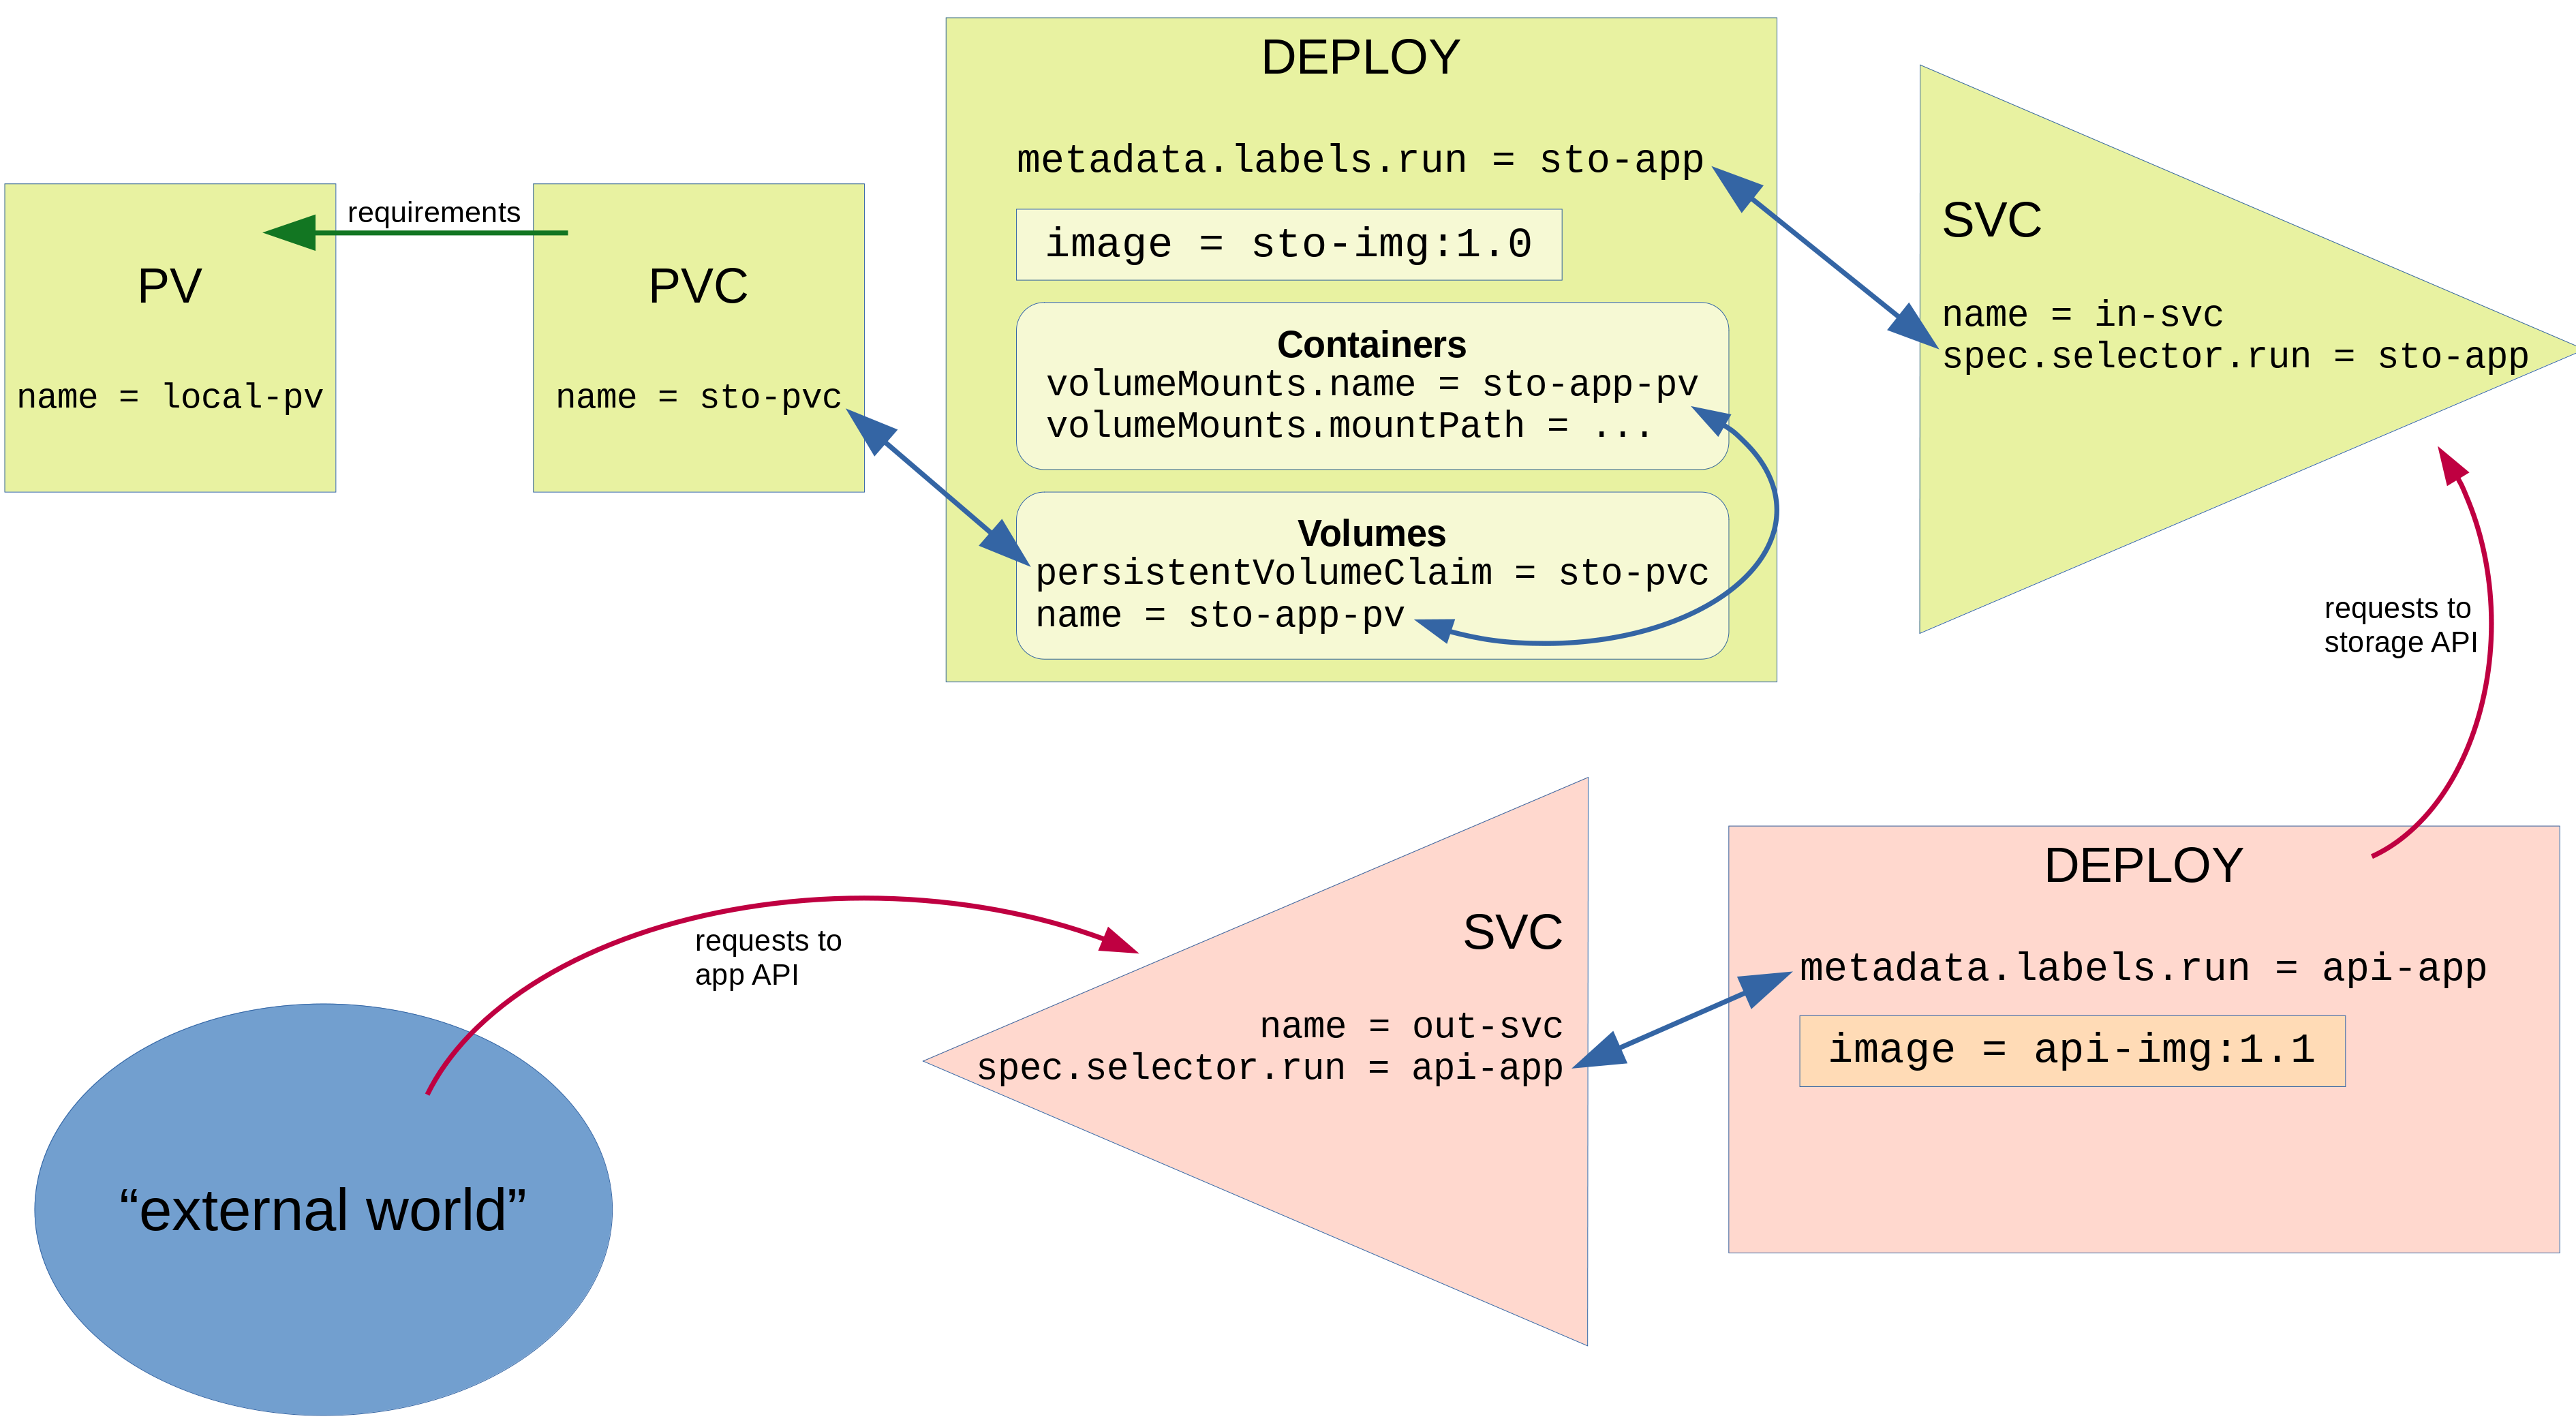 DEPLOY
metadata.labels.run = sto-app
image = sto-img:1.0
Containers
volumeMounts.name = sto-app-pv
volumeMounts.mountPath = ...
Volumes
persistentVolumeClaim = sto-pvc
name = sto-app-pv
requirements
PV
name = local-pv
PVC
name = sto-pvc
SVC
name = in-svc
spec.selector.run = sto-app
requests to
storage API
DEPLOY
metadata.labels.run = api-app
image = api-img:1.1
SVC
name = out-svc
spec.selector.run = api-app
requests to
app API
“external world”